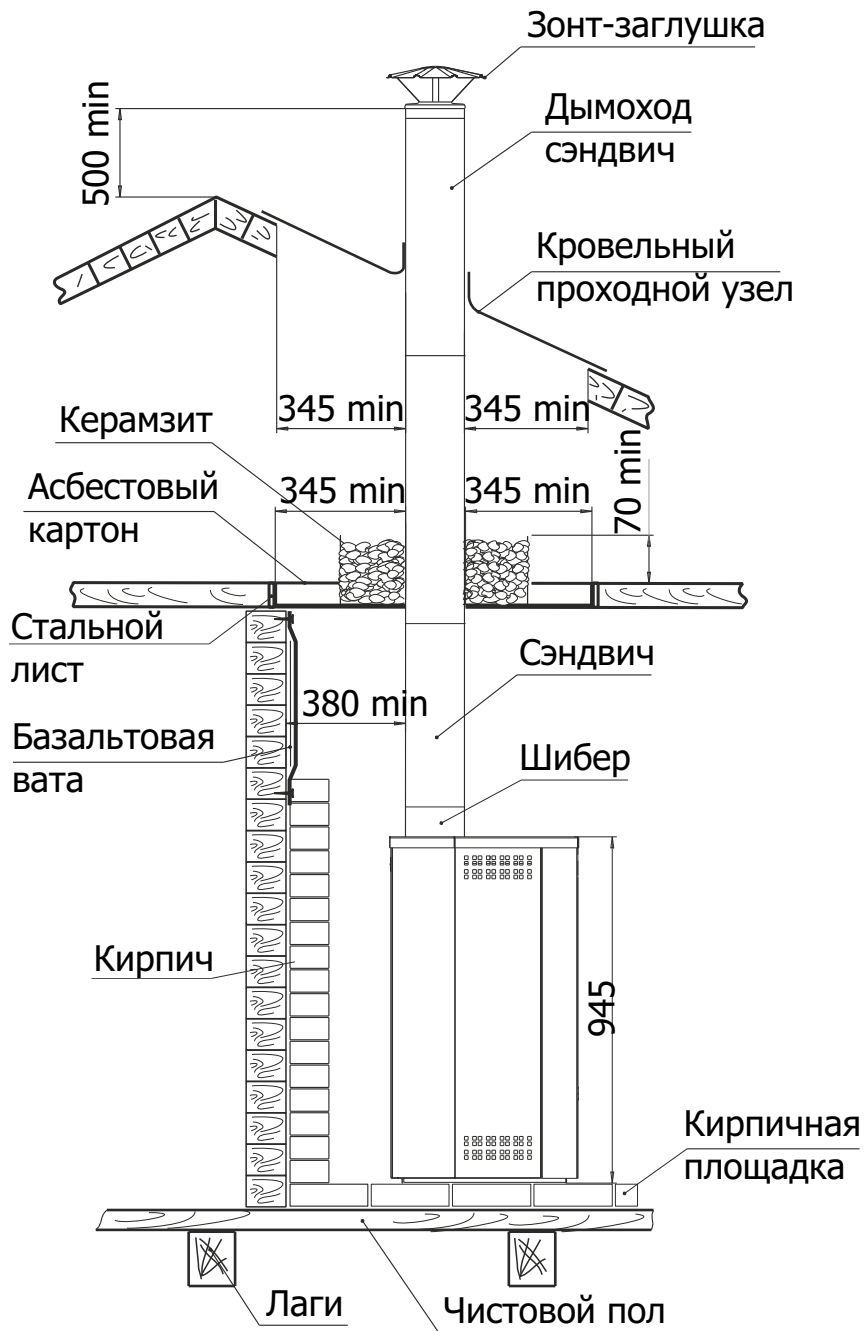 Зонт-заглушка
500 min
Дымоход
сэндвич
Кровельный
проходной узел
345 min
345 min
Керамзит
70 min
Асбестовый
картон
345 min
345 min
Стальной
лист
Сэндвич
380 min
Базальтовая
вата
Шибер
Кирпич
945
Кирпичная
площадка
Лаги
Чистовой пол